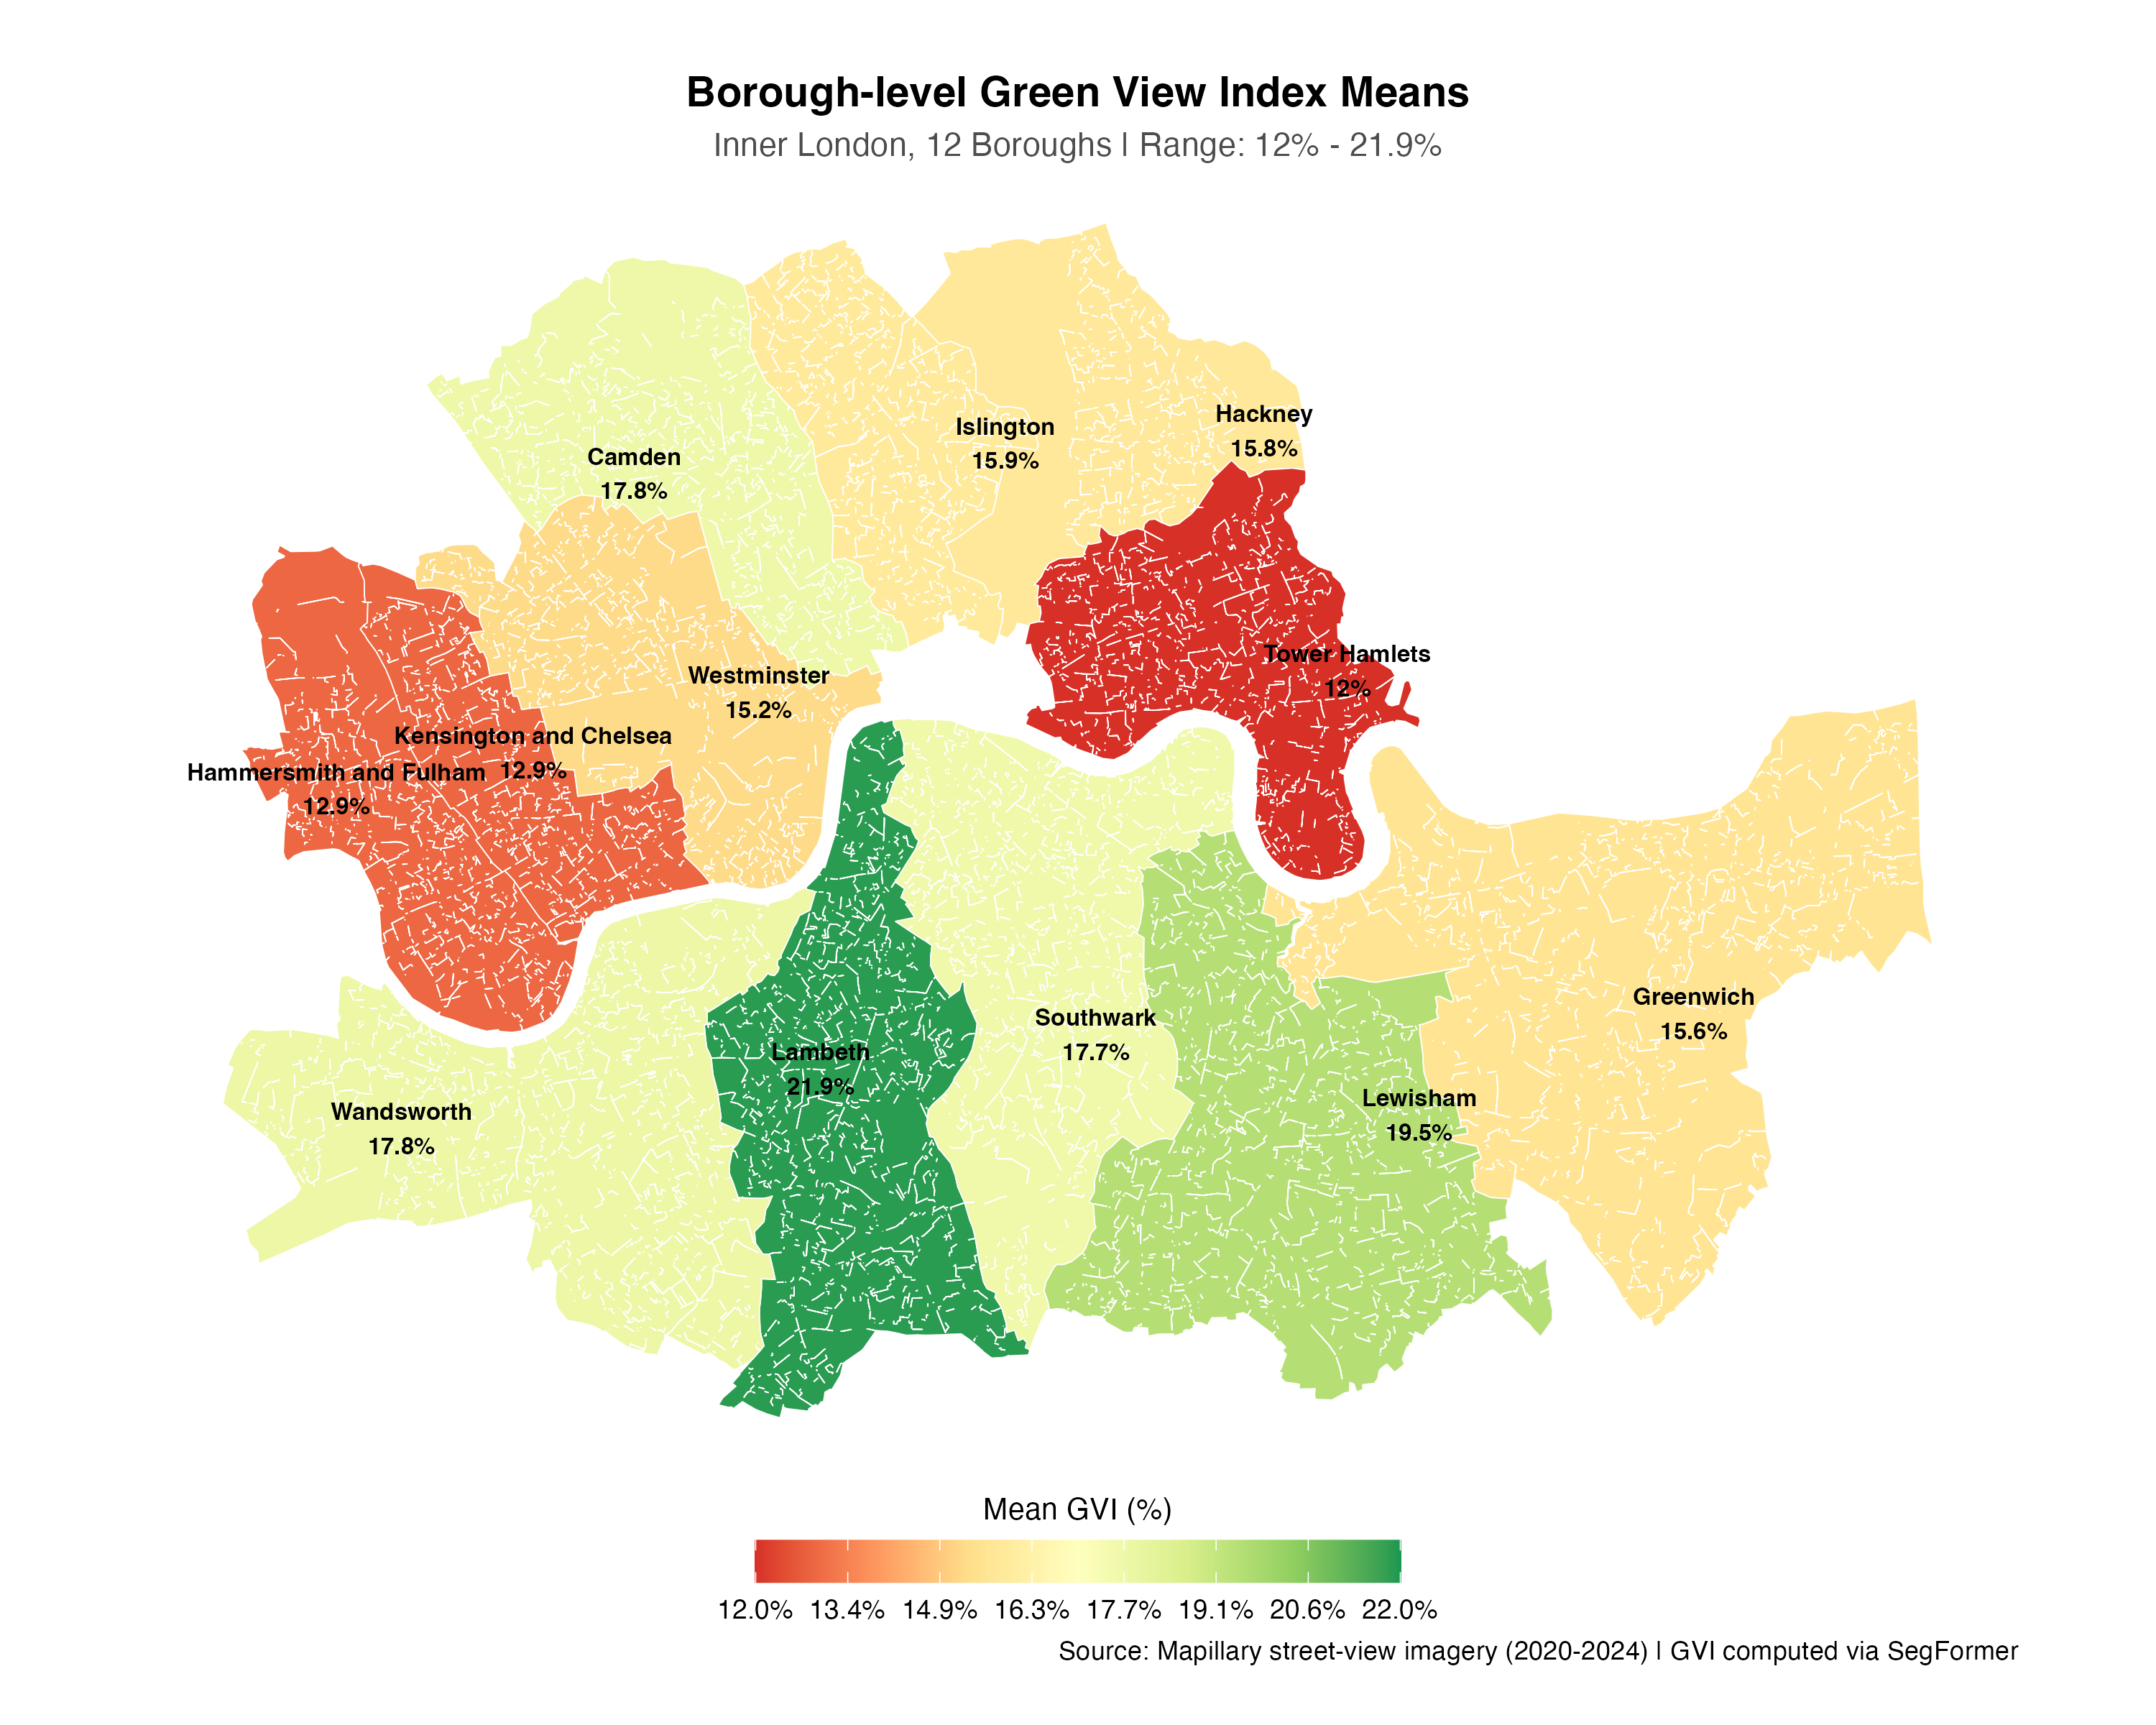 Borough-level Green View Index Means
Inner London, 12 Boroughs | Range: 12% - 21.9%
Hackney
15.8%
Islington
15.9%
Camden
17.8%
Tower Hamlets
12%
Westminster
15.2%
Kensington and Chelsea
12.9%
Hammersmith and Fulham
12.9%
Greenwich
15.6%
Southwark
17.7%
Lambeth
21.9%
Lewisham
19.5%
Wandsworth
17.8%
Mean GVI (%)
12.0% 13.4% 14.9% 16.3% 17.7% 19.1% 20.6% 22.0%
Source: Mapillary street-view imagery (2020-2024) | GVI computed via SegFormer